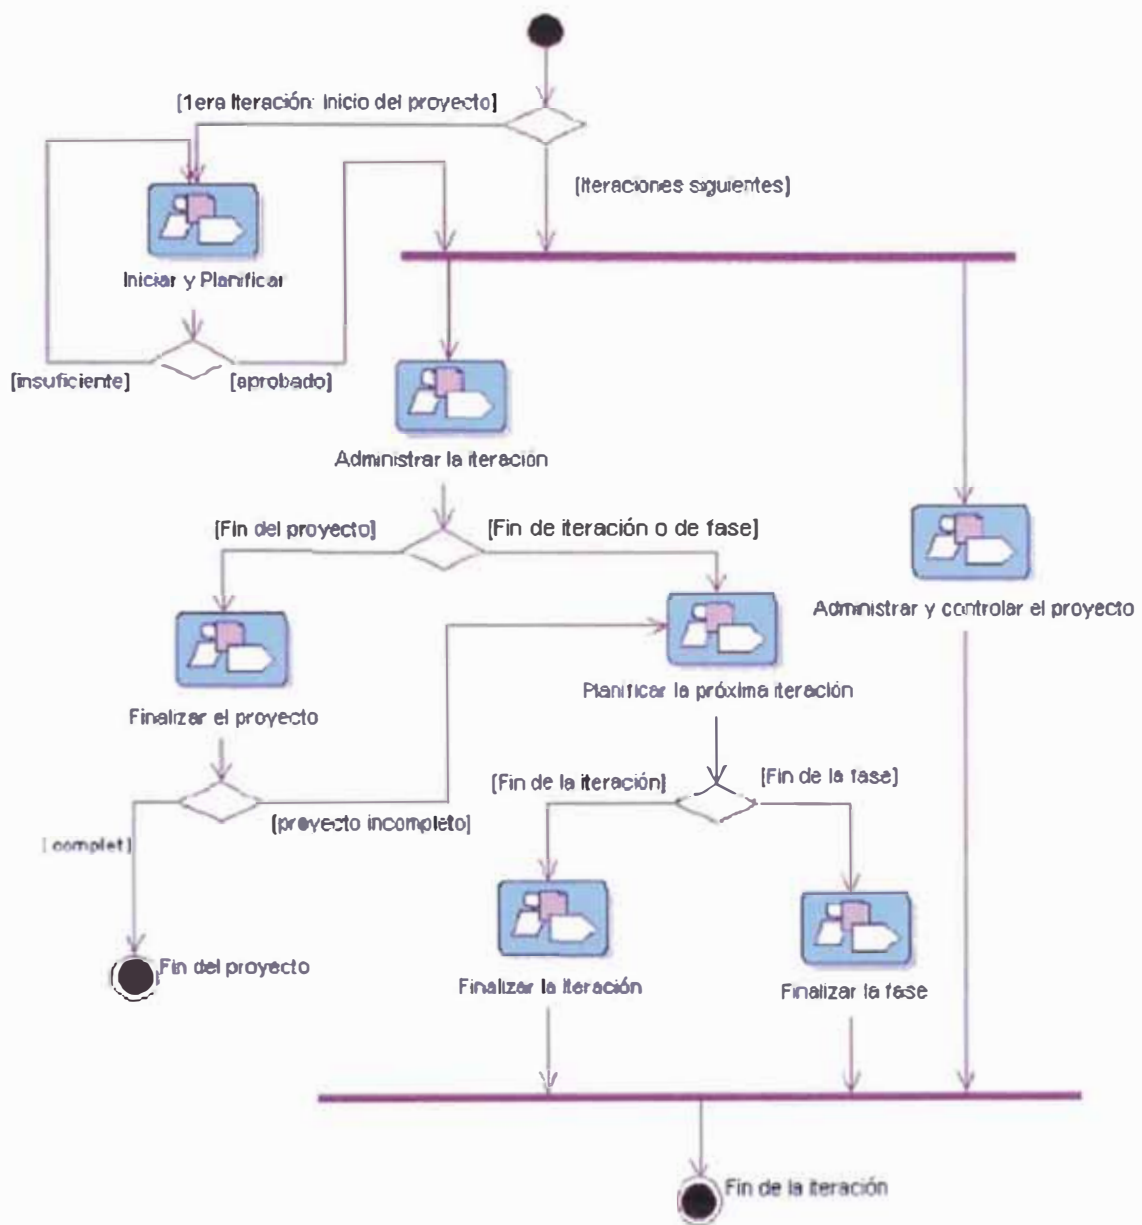 [1era Iteración: Inicio del proyecto]
[Iteraciones siguientes]
Iniciar y Planificar
[insuficiente]
[aprobado]
Administrar la iteración
[Fin del proyecto]
[Fin de iteración o de fase]
Administrar y controlar el proyecto
Planificar la próxima iteración
Finalizar el proyecto
[Fin de la iteración]
[Fin de la fase]
[proyecto incompleto]
[complet]
Fin del proyecto
Finalizar la Iteración
Finalizar la fase
Fin de la iteración